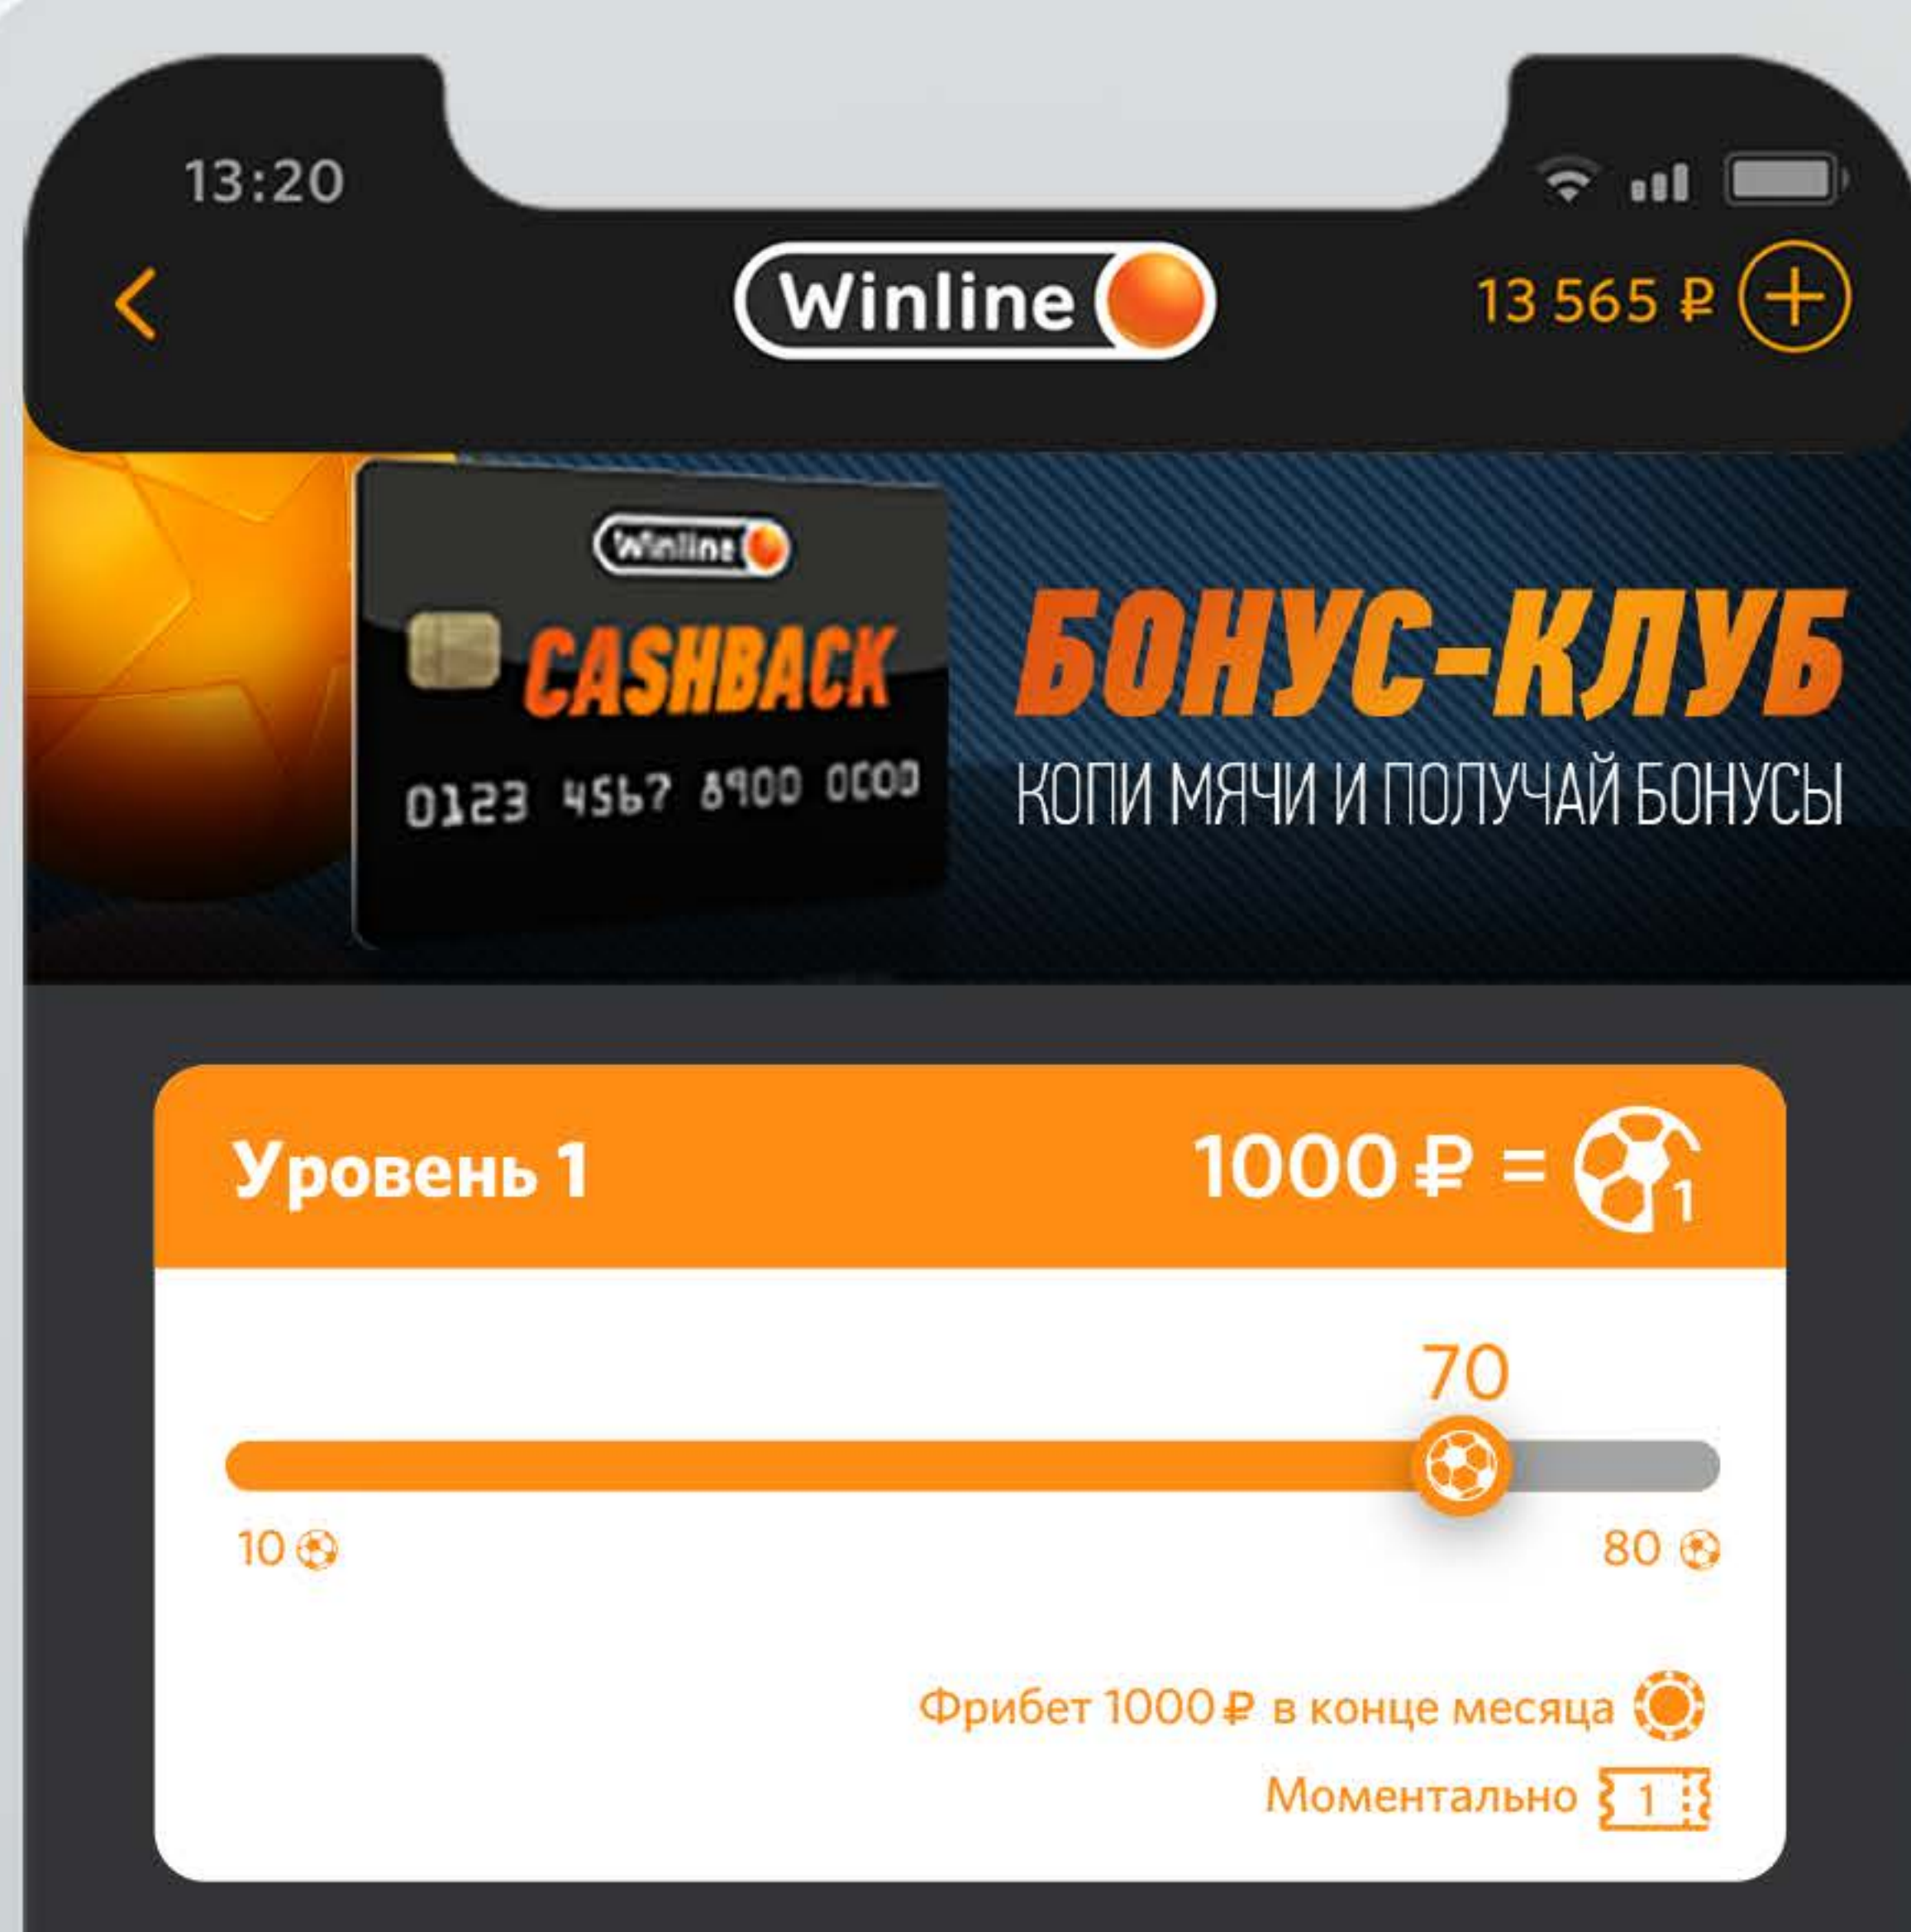 13:20
Winline
13 565 ₽
Winline
CASHBACK
0123 4567 8900 0000
БОНУС-КЛУБ
КОПИ МЯЧИ И ПОЛУЧАЙ БОНУСЫ
Уровень 1
1000 ₽ = 1
70
10
80
Фрибет 1000 ₽ в конце месяца
Моментально 1